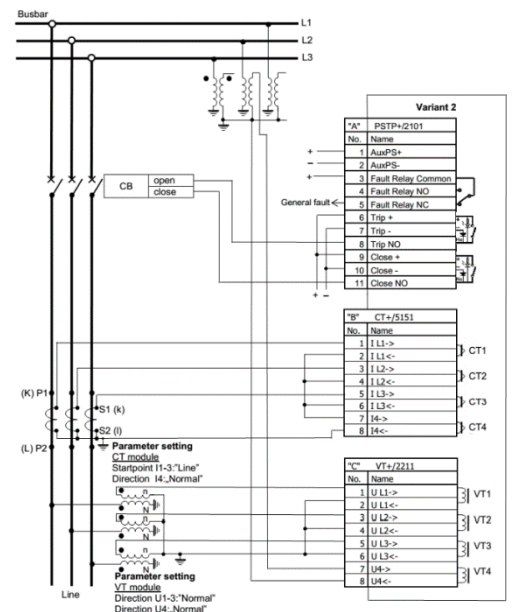 Busbar
L1
L2
L3
Variant 2
"A" PSTP+/2101
No. Name
1 AuxPS+
2 AuxPS-
3 Fault Relay Common
4 Fault Relay NO
5 Fault Relay NC
6 Trip +
7 Trip -
8 Trip NO
9 Close +
10 Close -
11 Close NO
+
–
+
General fault
+ –
CB open
close
"B" CT+/5151
No. Name
1 I L1->
2 I L1<-
3 I L2->
4 I L2<-
5 I L3->
6 I L3<-
7 I4->
8 I4<-
CT1
CT2
CT3
CT4
(K) P1
S1 (k)
S2 (l)
(L) P2
Parameter setting
CT module
Startpoint I1-3:"Line"
Direction I4:„Normal"
"C" VT+/2211
No. Name
1 U L1->
2 U L1<-
3 U L2->
4 U L2<-
5 U L3->
6 U L3<-
7 U4->
8 U4<-
VT1
VT2
VT3
VT4
n
N
n
N
n
N
Parameter setting
VT module
Direction U1-3:"Normal"
Direction U4:„Normal"
Line